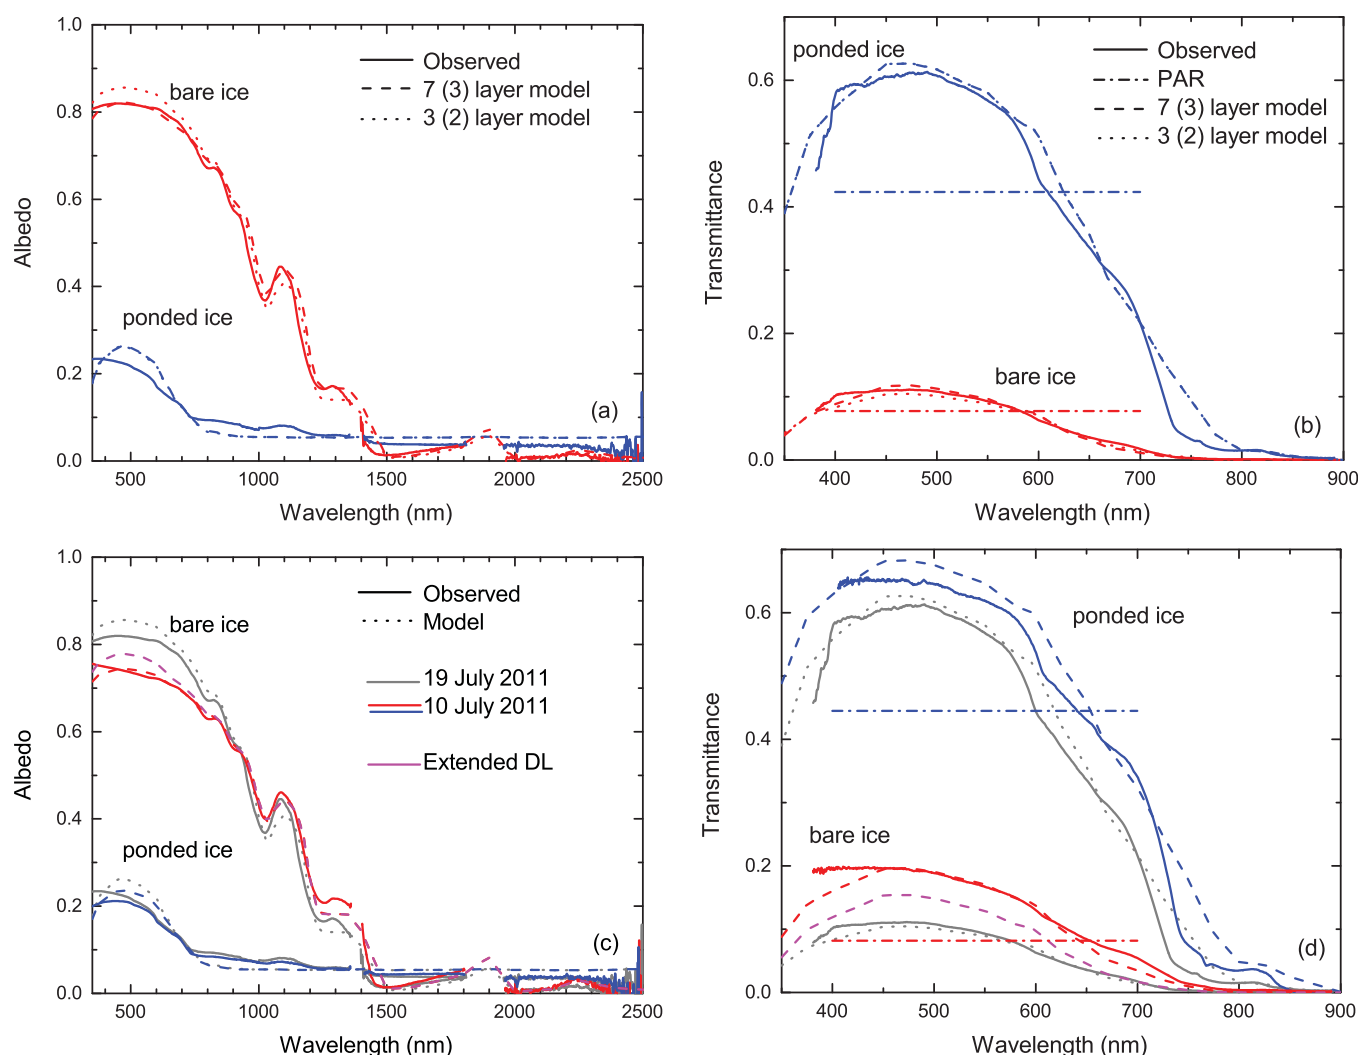 1.0
0.8
0.6
0.4
0.2
0.0
Albedo
bare ice
ponded ice
Observed
7 (3) layer model
3 (2) layer model
(a)
500 1000 1500 2000 2500
Wavelength (nm)
0.6
0.4
0.2
0.0
Transmittance
ponded ice
Observed
PAR
7 (3) layer model
3 (2) layer model
bare ice
(b)
400 500 600 700 800 900
Wavelength (nm)
1.0
0.8
0.6
0.4
0.2
0.0
Albedo
bare ice
ponded ice
Observed
Model
19 July 2011
10 July 2011
Extended DL
(c)
500 1000 1500 2000 2500
Wavelength (nm)
0.6
0.4
0.2
0.0
Transmittance
ponded ice
bare ice
(d)
400 500 600 700 800 900
Wavelength (nm)